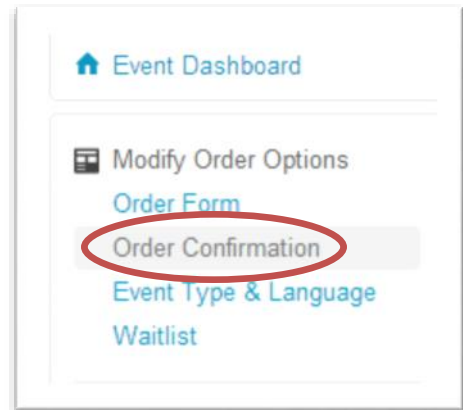 Event Dashboard
Modify Order Options
Order Form
Order Confirmation
Event Type & Language
Waitlist